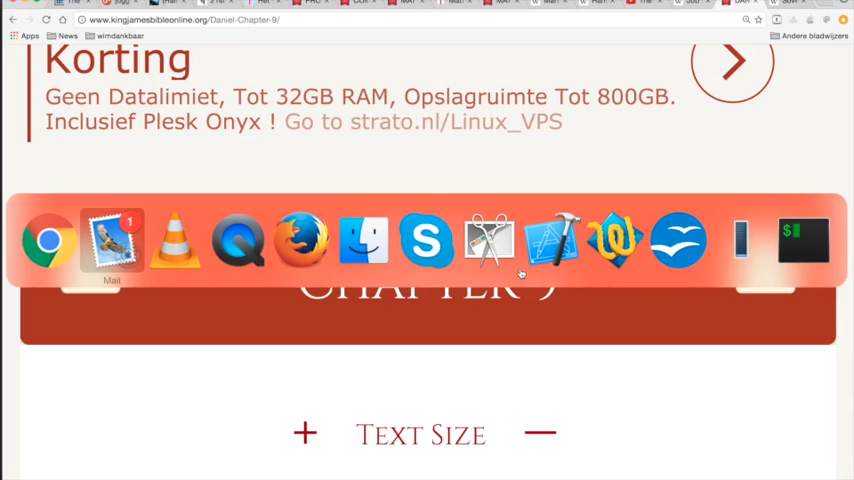 www.kingjamesbibleonline.org/Daniel-Chapter-9/
Apps News wimdankbaar Andere bladwijzers
Korting
Geen Datalimiet, Tot 32GB RAM, Opslagruimte Tot 800GB.
Inclusief Plesk Onyx ! Go to strato.nl/Linux_VPS
1
S
$
Mail
CHAPTER 9
+ TEXT SIZE —